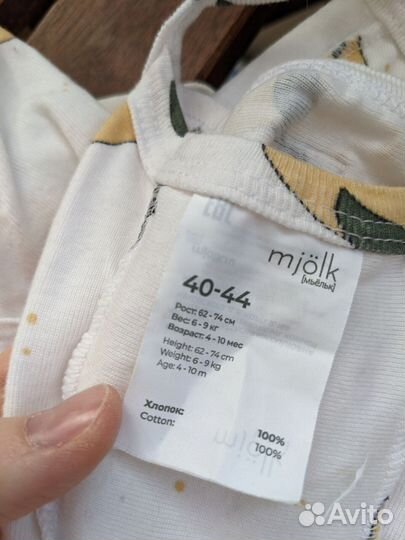 mjölk
[мьёльк]
40-44
Рост: 62 - 74 см
Вес: 6 - 9 кг
Возраст: 4 - 10 мес
Height: 62 - 74 cm
Weight: 6 - 9 kg
Age: 4 - 10 m
Хлопок: 100%
Cotton: 100%
Avito